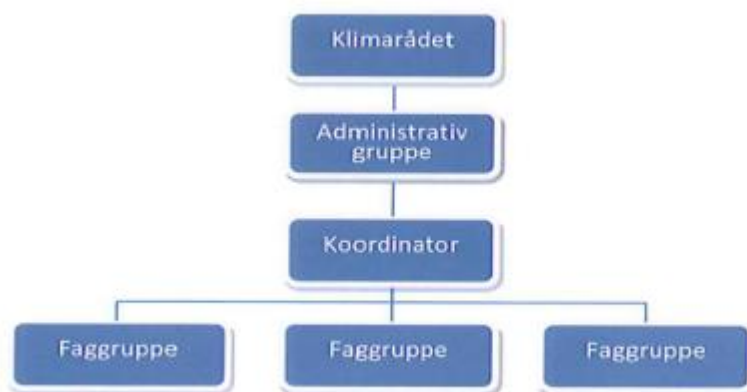 Klimarådet
Administrativ
gruppe
Koordinator
Faggruppe
Faggruppe
Faggruppe